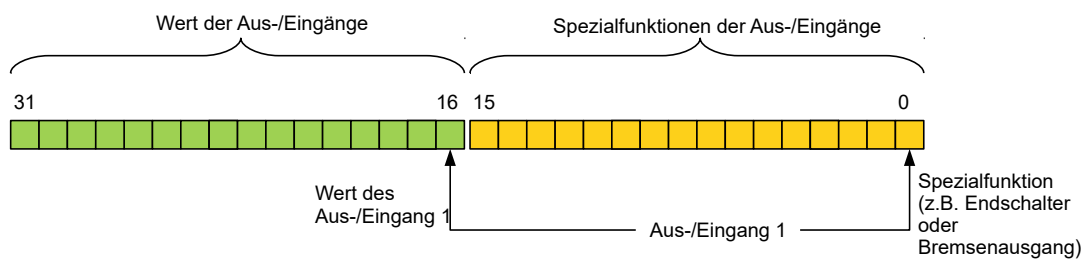 Wert der Aus-/Eingänge
Spezialfunktionen der Aus-/Eingänge
31
16
15
0
Wert des
Aus-/Eingang 1
Aus-/Eingang 1
Spezialfunktion
(z.B. Endschalter
oder
Bremsenausgang)